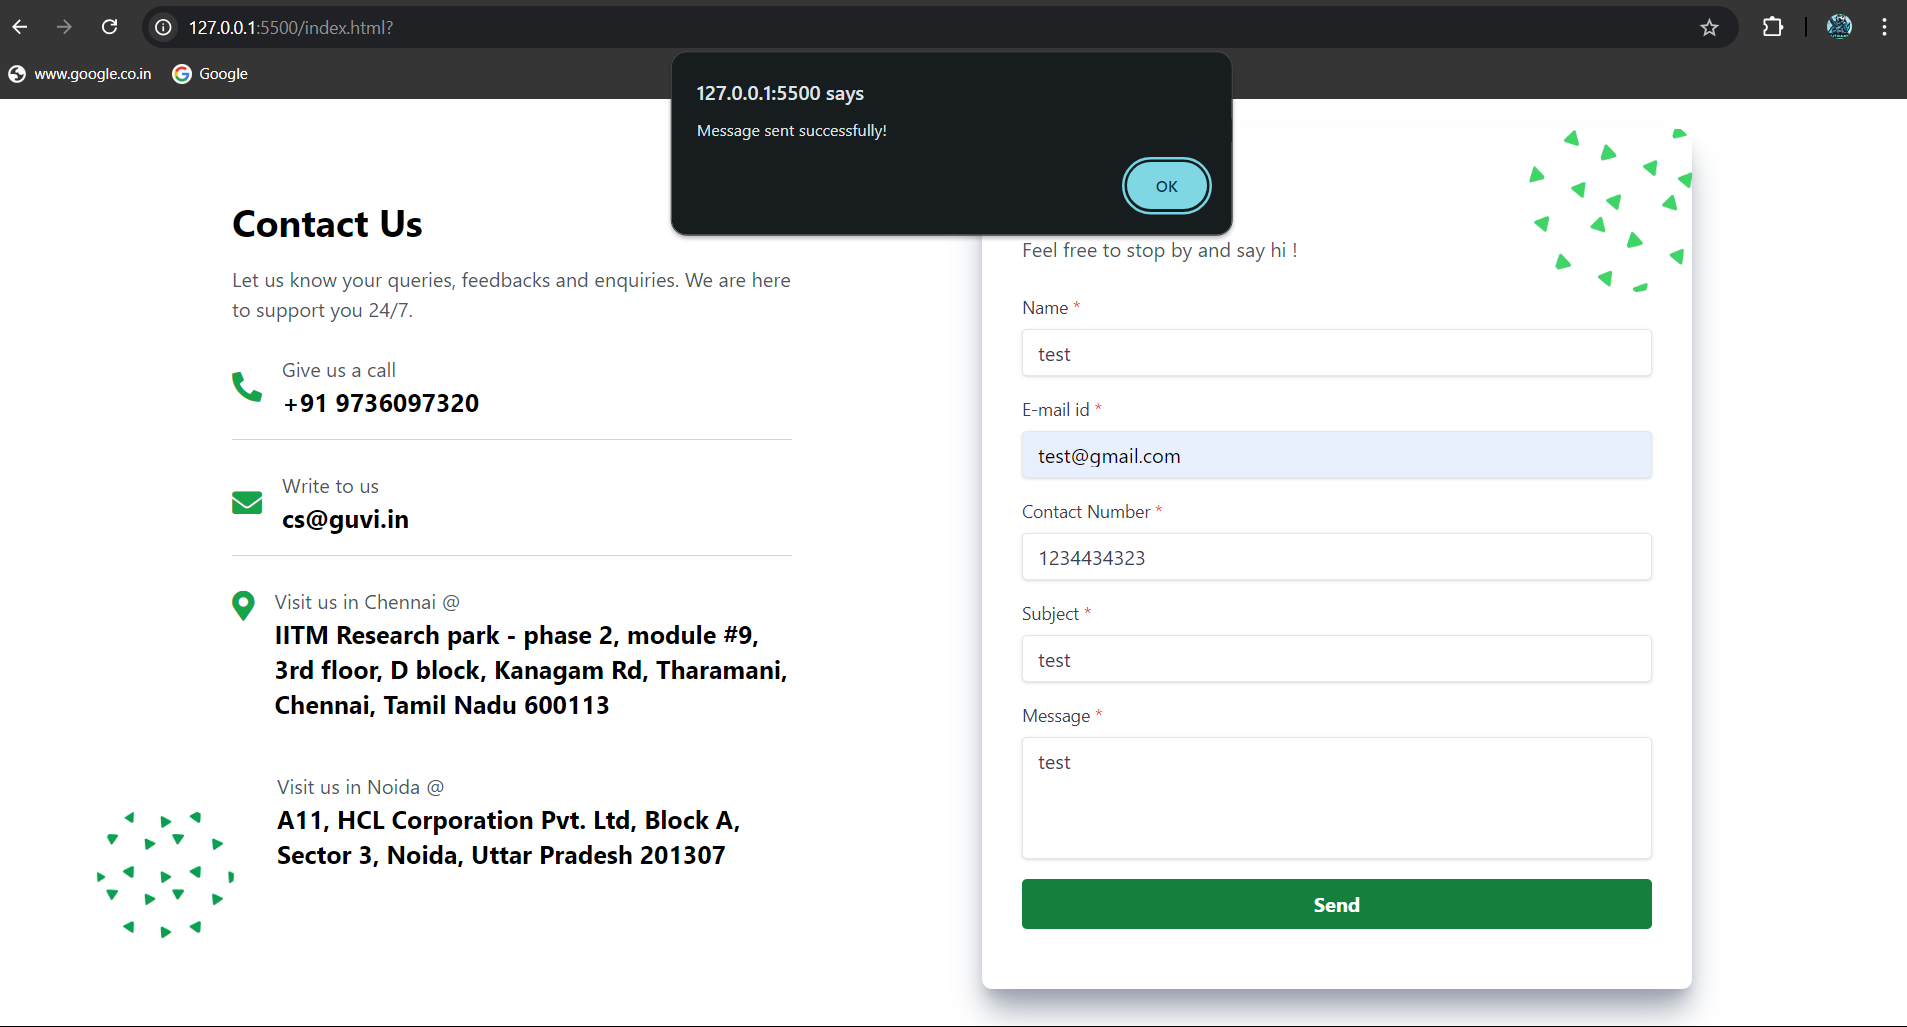 127.0.0.1:5500/index.html?
www.google.co.in
Google
127.0.0.1:5500 says
Message sent successfully!
OK
Contact Us
Let us know your queries, feedbacks and enquiries. We are here
to support you 24/7.
Give us a call
+91 9736097320
Write to us
cs@guvi.in
Visit us in Chennai @
IITM Research park - phase 2, module #9,
3rd floor, D block, Kanagam Rd, Tharamani,
Chennai, Tamil Nadu 600113
Visit us in Noida @
A11, HCL Corporation Pvt. Ltd, Block A,
Sector 3, Noida, Uttar Pradesh 201307
Feel free to stop by and say hi !
Name *
test
E-mail id *
test@gmail.com
Contact Number *
1234434323
Subject *
test
Message *
test
Send